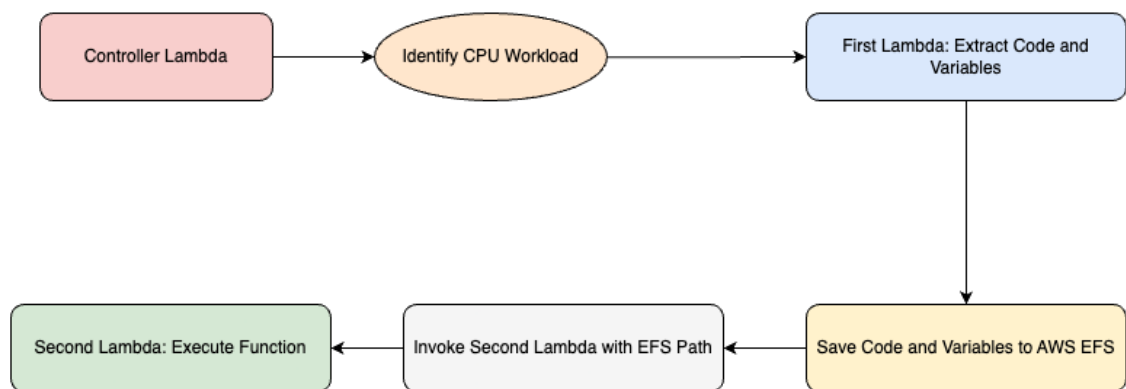 Controller Lambda
Identify CPU Workload
First Lambda: Extract Code and
Variables
Second Lambda: Execute Function
Invoke Second Lambda with EFS Path
Save Code and Variables to AWS EFS